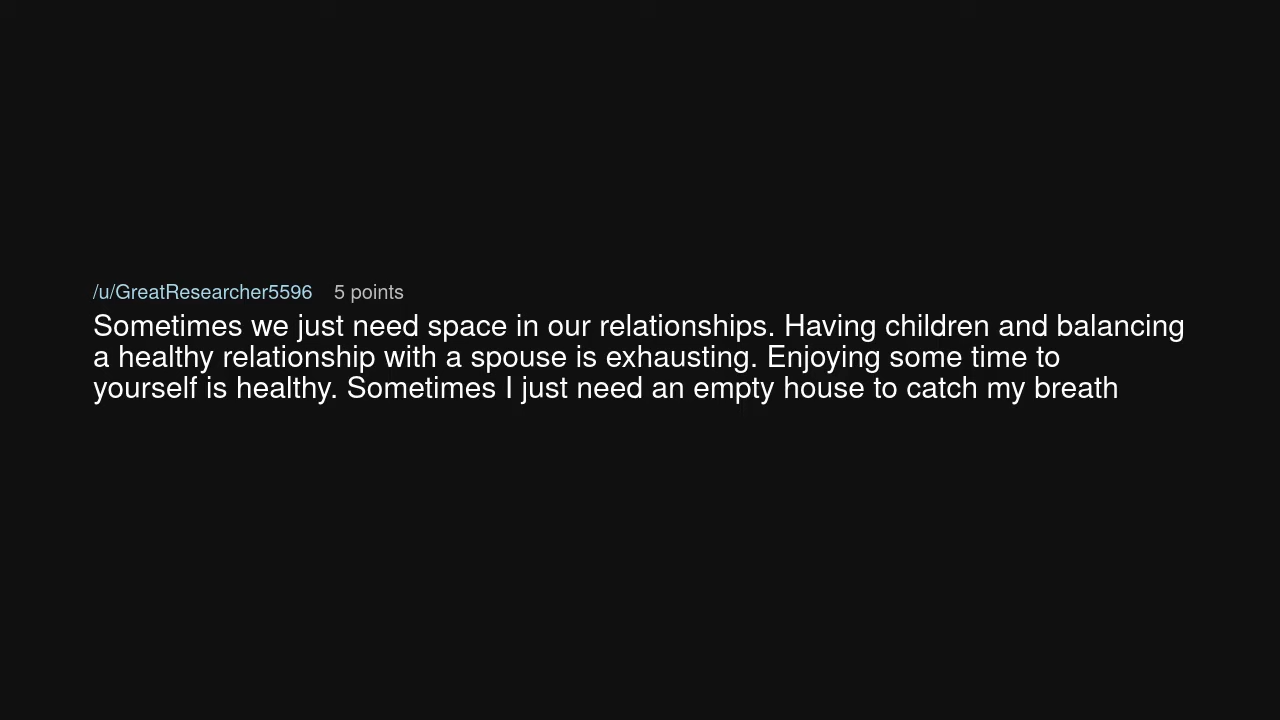 /u/GreatResearcher5596 5 points
Sometimes we just need space in our relationships. Having children and balancing
a healthy relationship with a spouse is exhausting. Enjoying some time to
yourself is healthy. Sometimes I just need an empty house to catch my breath